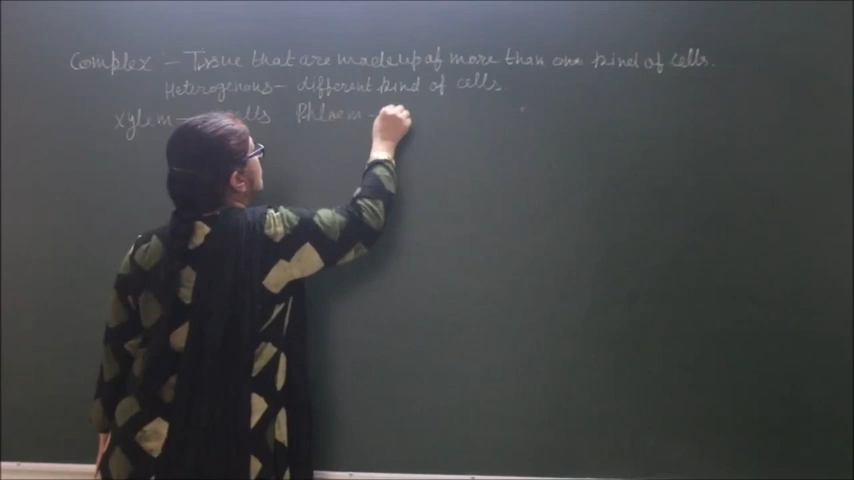 Complex - Tissue that are made up of more than one kind of cells.
Heterogenous - different kind of cells.
Xylem - cells Phloem -